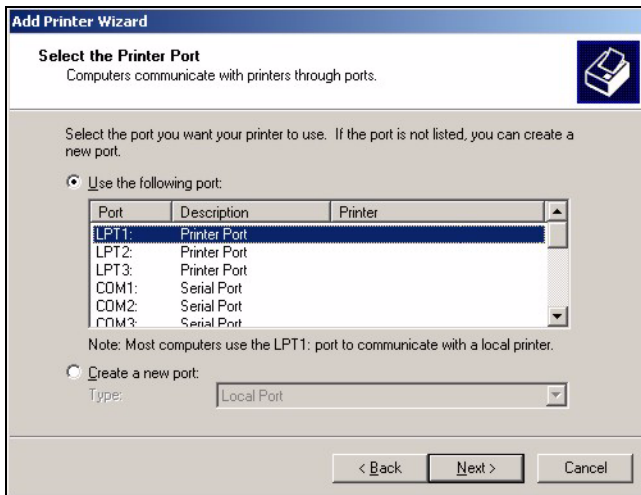 Add Printer Wizard
Select the Printer Port
Computers communicate with printers through ports.
Select the port you want your printer to use. If the port is not listed, you can create a
new port.
Use the following port:
Port Description Printer
LPT1: Printer Port
LPT2: Printer Port
LPT3: Printer Port
COM1: Serial Port
COM2: Serial Port
COM3: Serial Port
Note: Most computers use the LPT1: port to communicate with a local printer.
Create a new port:
Type: Local Port
< Back Next > Cancel